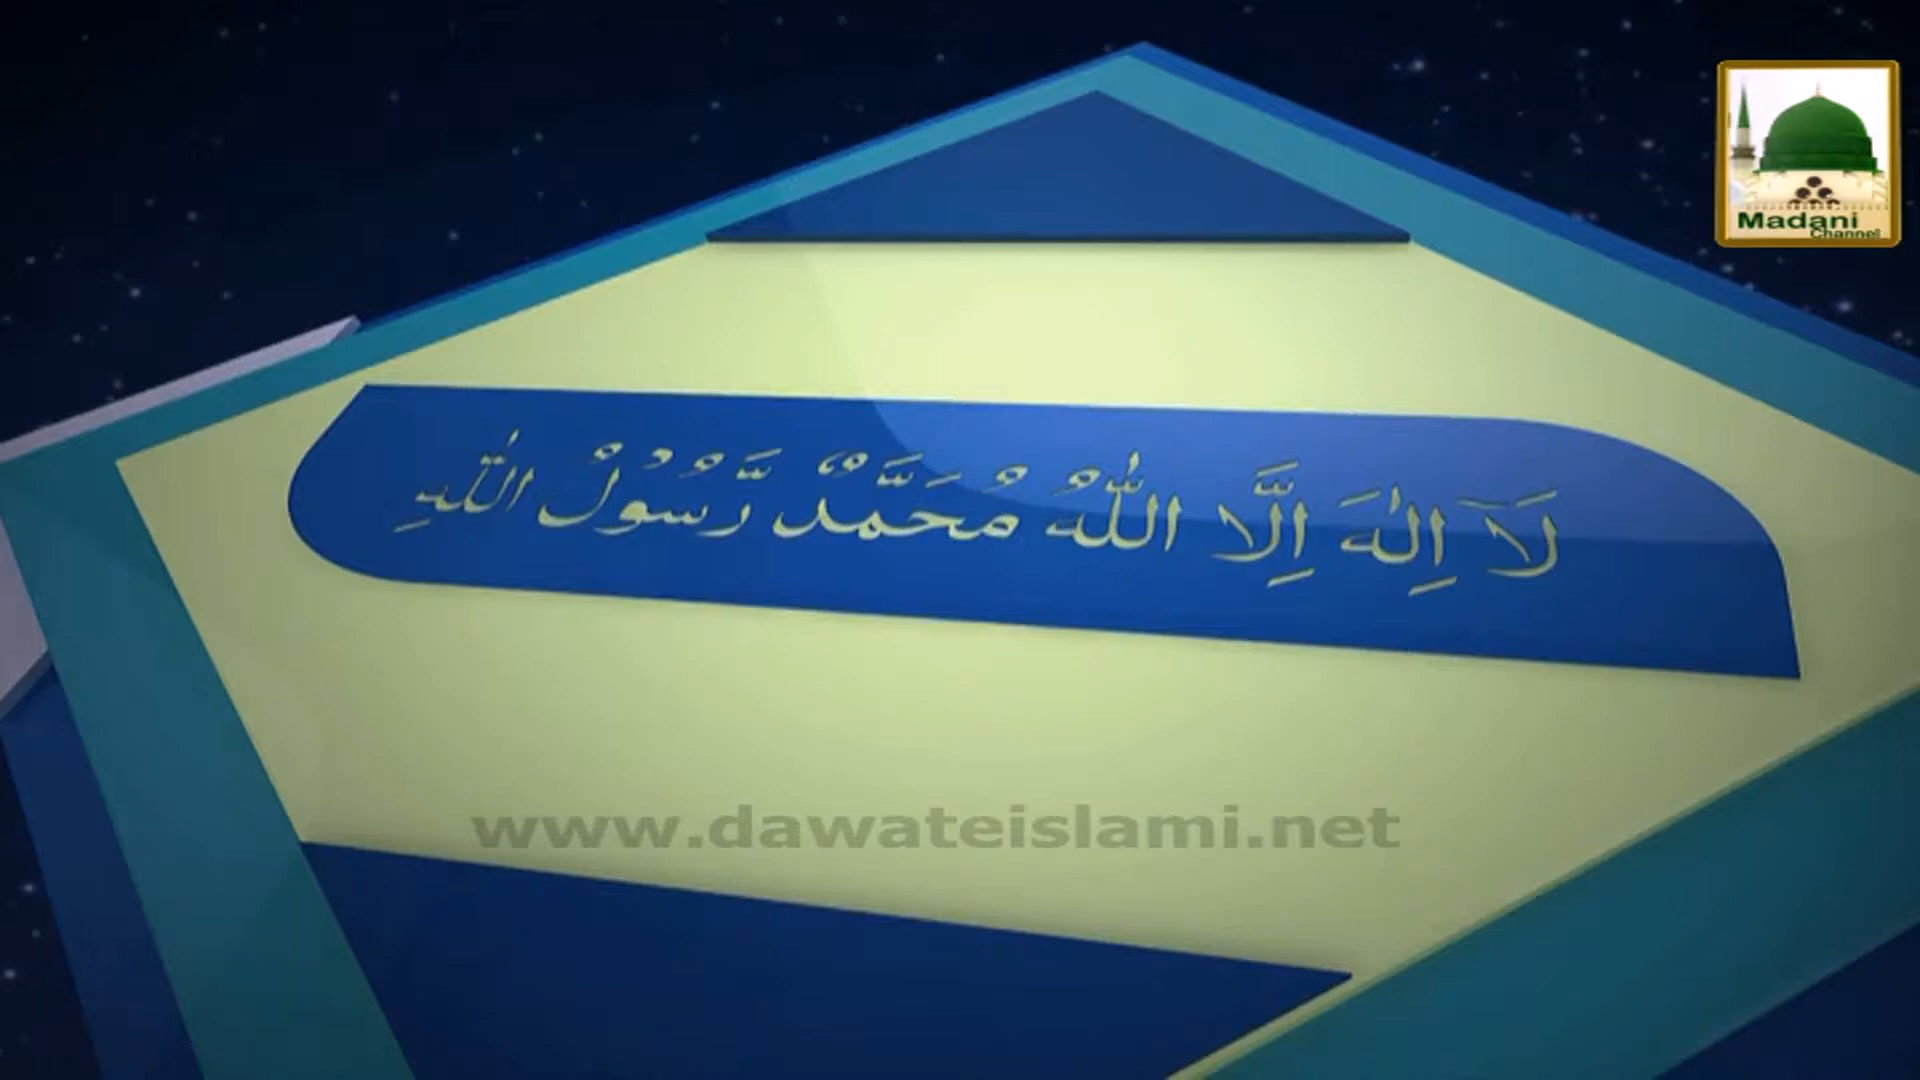 Madani
Channel
لَآ اِلٰهَ اِلَّا اللّٰهُ مُحَمَّدٌ رَّسُوْلُ اللّٰهِ
www.dawateislami.net